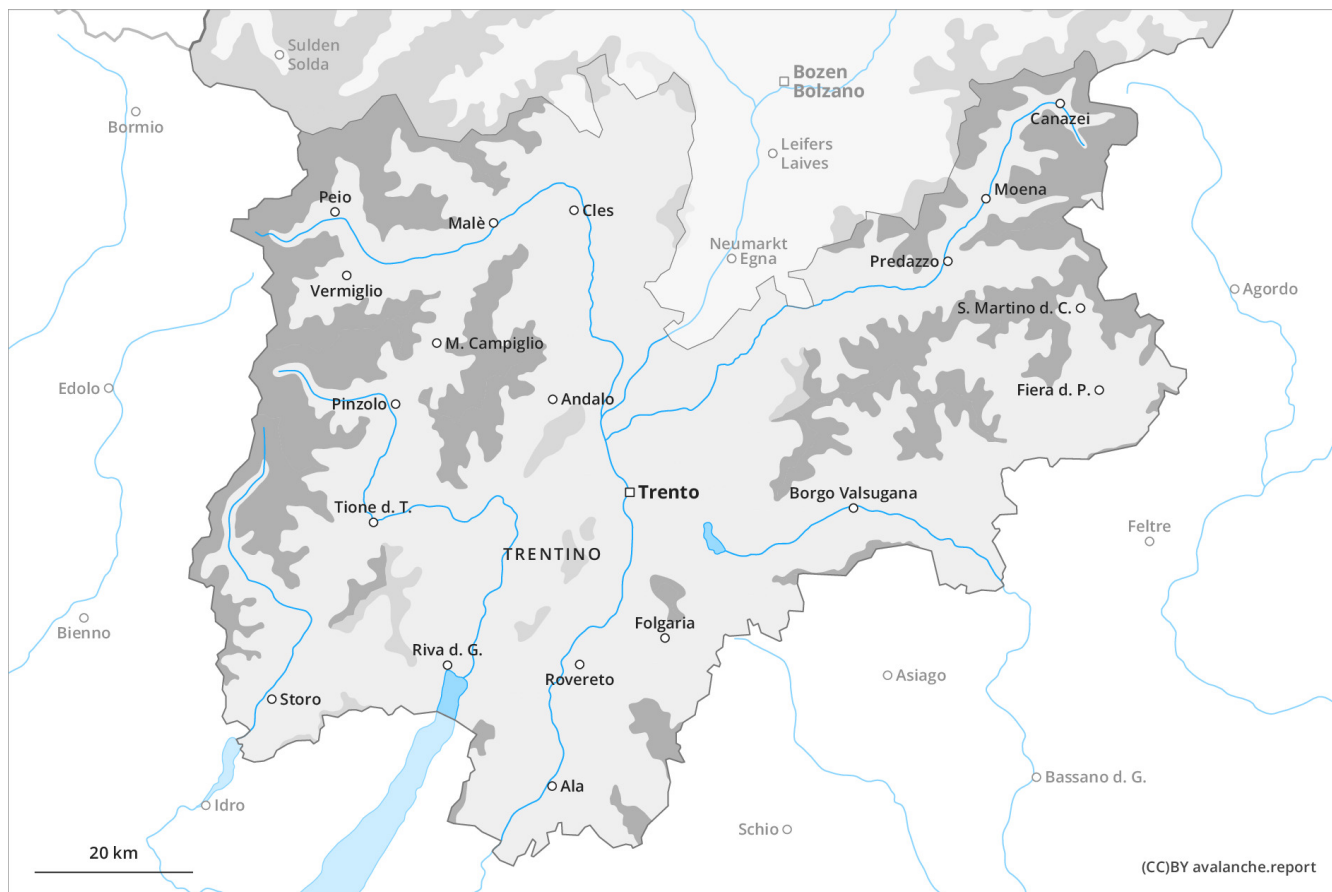 Sulden
Solda
Bozen
Bolzano
Bormio
Canazei
Leifers
Laives
Peio
Moena
Malè
Cles
Neumarkt
Egna
Predazzo
Vermiglio
Agordo
S. Martino d. C.
M. Campiglio
Edolo
Fiera d. P.
Pinzolo
Andalo
Trento
Borgo Valsugana
Tione d. T.
Feltre
TRENTINO
Bienno
Folgaria
Riva d. G.
Asiago
Rovereto
Storo
Bassano d. G.
Ala
Idro
Schio
20 km
(CC)BY avalanche.report